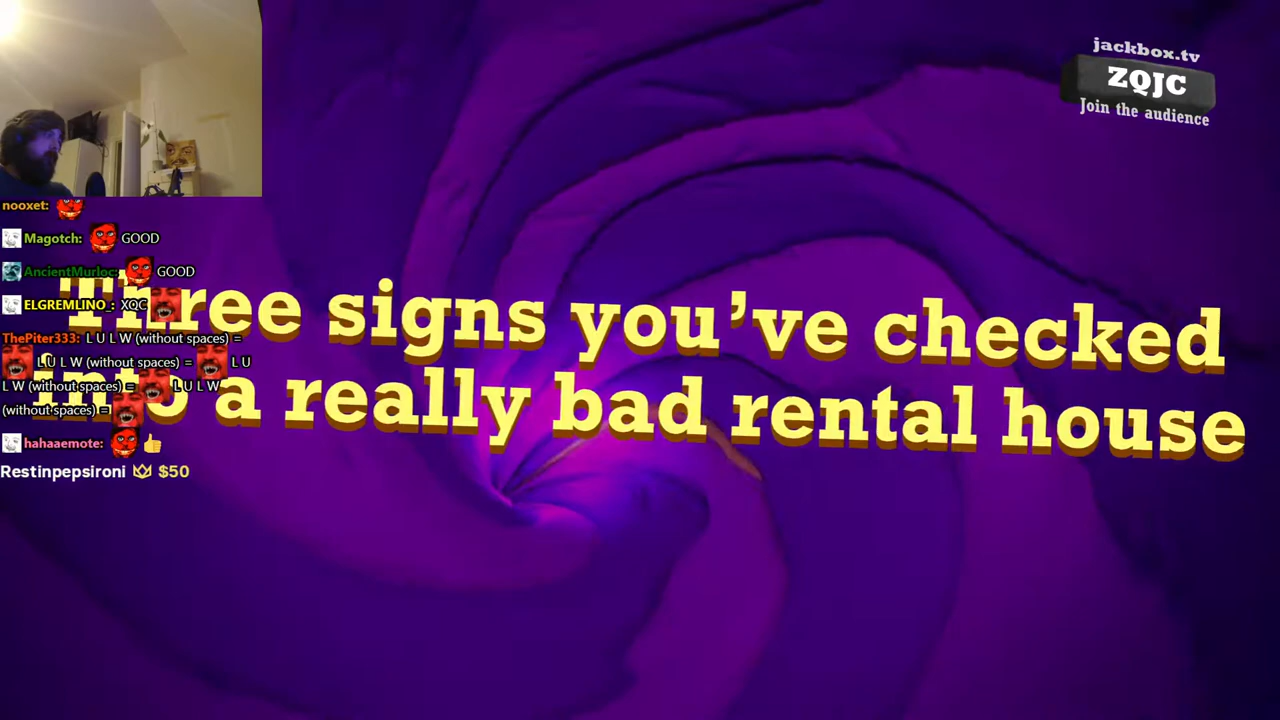 jackbox.tv
ZQJC
Join the audience
nooxet:
Magotch: GOOD
AncientMurloc: GOOD
ELGREMLINO_: XQC
ThePiter333: L U L W (without spaces) =
L U L W (without spaces) = L U
L W (without spaces) = L U L W
(without spaces) =
hahaaemote: 👍
Restinpepsironi $50
Three signs you’ve checked
into a really bad rental house